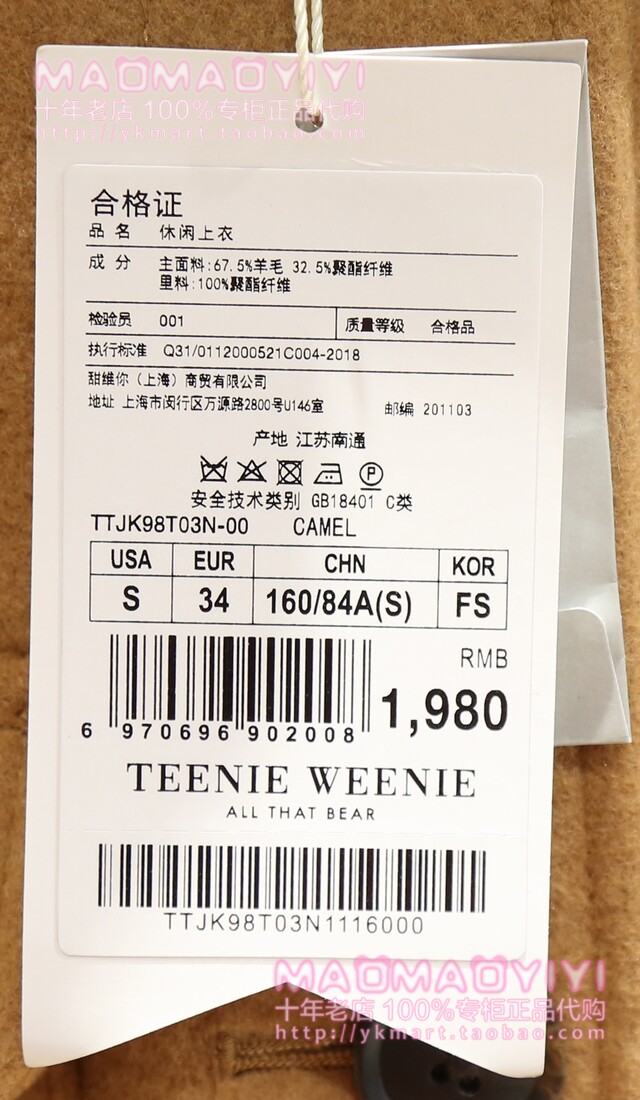 MAOMAOYIYI
十年老店 100%专柜正品代购
http://ykmart.taobao.com
合格证
品 名 休闲上衣
成 分 主面料:67.5%羊毛 32.5%聚酯纤维
里料:100%聚酯纤维
检验员 001 质量等级 合格品
执行标准 Q31/0112000521C004-2018
甜维你（上海）商贸有限公司
地址 上海市闵行区万源路2800号U146室 邮编 201103
产地 江苏南通
P
安全技术类别 GB18401 C类
TTJK98T03N-00 CAMEL
USA EUR CHN KOR
S 34 160/84A(S) FS
RMB
1,980
6 970696 902008
TEENIE WEENIE
ALL THAT BEAR
TTJK98T03N1116000
MAOMAOYIYI
十年老店 100%专柜正品代购
http://ykmart.taobao.com